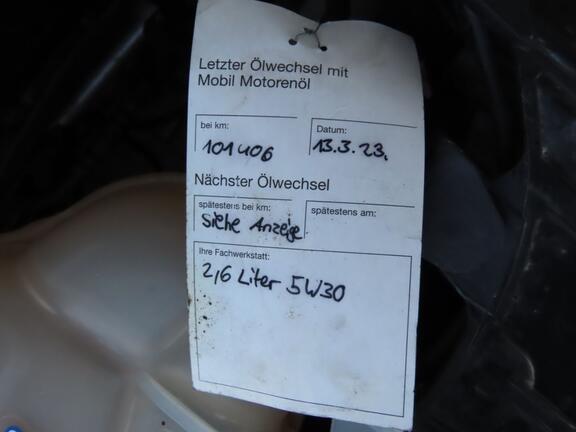 Letzter Ölwechsel mit
Mobil Motorenöl
bei km:
Datum:
101406
13.3.23.
Nächster Ölwechsel
spätestens bei km:
spätestens am:
Siehe Anzeige
Ihre Fachwerkstatt:
2,6 Liter 5W30